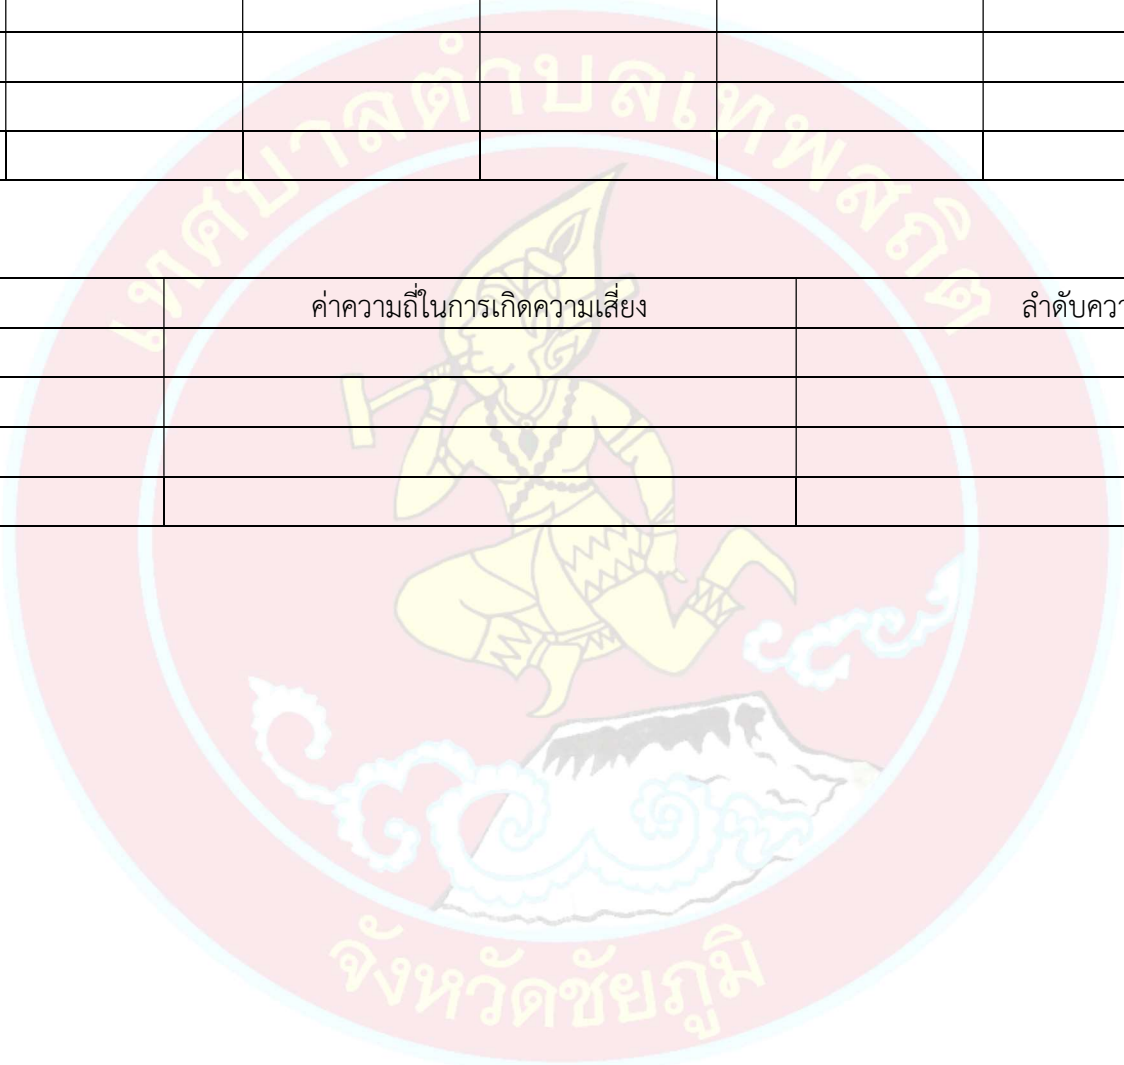 เทศบาลตำบลเทพสถิต
ค่าความถี่ในการเกิดความเสี่ยง ลำดับควา
จังหวัดชัยภูมิ